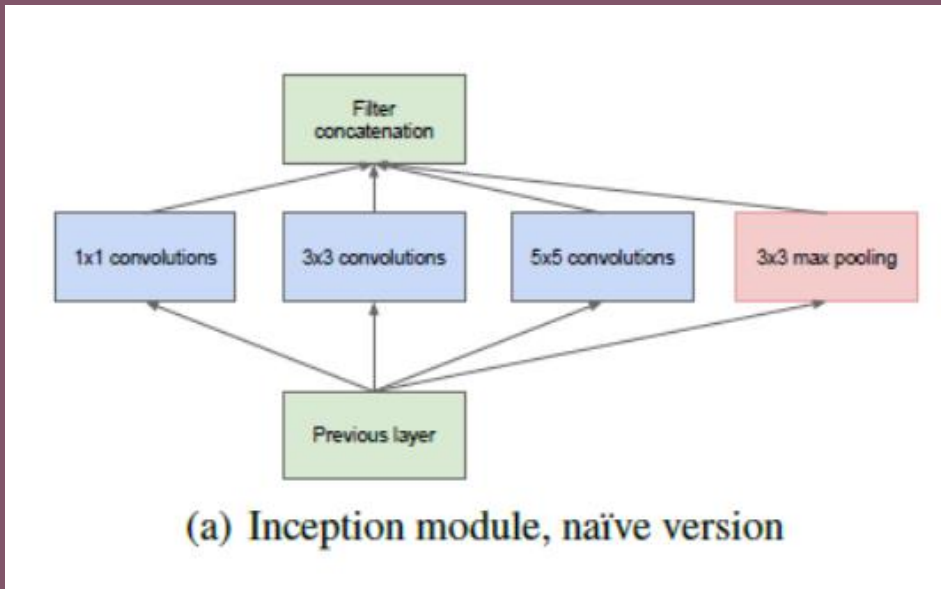 Filter
concatenation
1x1 convolutions
3x3 convolutions
5x5 convolutions
3x3 max pooling
Previous layer
(a) Inception module, naïve version